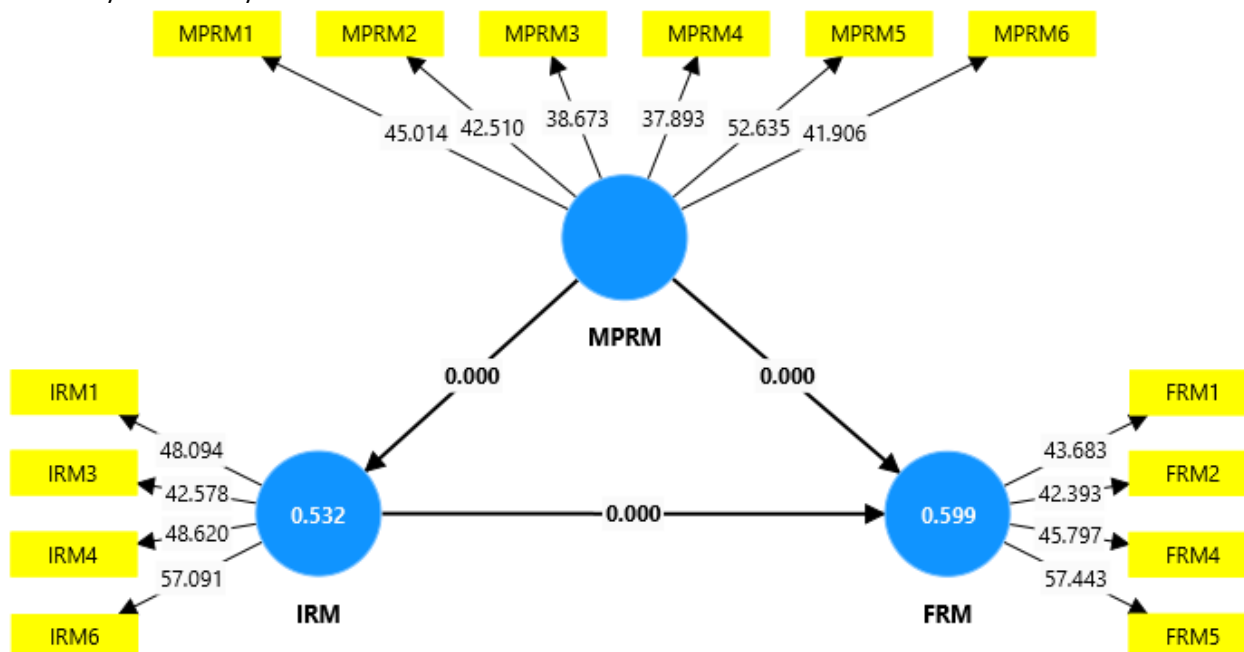 MPRM1
MPRM2
MPRM3
MPRM4
MPRM5
MPRM6
45.014
42.510
38.673
37.893
52.635
41.906
MPRM
0.000
0.000
IRM1
IRM3
IRM4
IRM6
48.094
42.578
48.620
57.091
0.532
IRM
0.000
0.599
FRM
43.683
42.393
45.797
57.443
FRM1
FRM2
FRM4
FRM5